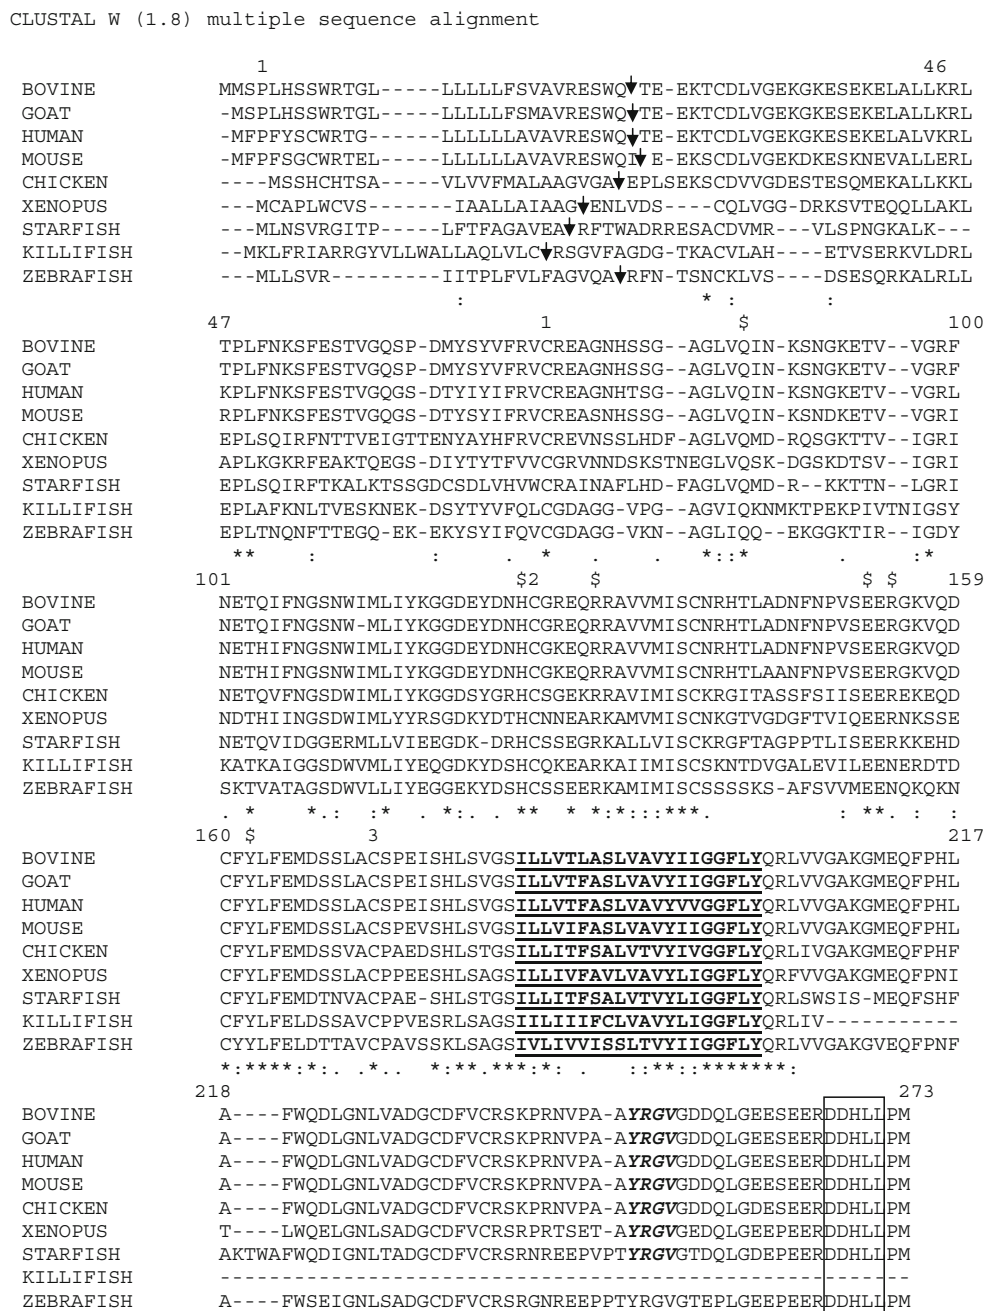 CLUSTAL W (1.8) multiple sequence alignment
1 46
BOVINE MMSPLHSSWRTGL-----LLLLLLFSVAVRESWQTE-EKTCDLVGEKGKESEKELALLKRL
GOAT -MSPLHSSWRTGL-----LLLLLLFSMAVRESWQTE-EKTCDLVGEKGKESEKELALLKRL
HUMAN -MFPFYSCWRTG------LLLLLLLAVAVRESWQTE-EKTCDLVGEKGKESEKELALVKRL
MOUSE -MFPFSGCWRTEL-----LLLLLLLAVAVRESWQIE-EKSCDLVGEKDKESKNEVALLERL
CHICKEN ----MSSHCHTSA-----VLVVFMALAAGVGAEPLSEKSCDVVGDESTESQMEKALLKKL
XENOPUS ---MCAPLWCVS------IAALLAIAAGENLVDS----CQLVGG-DRKSVTEQQLLAKL
STARFISH ---MLNSVRGITP-----LFTFAGAVEARFTWADRRESACDVMR---VLSPNGKALK---
KILLIFISH --MKLFRIARRGYVLLWALLAQLVLCRSGVFAGDG-TKACVLAH----ETVSERKVLDRL
ZEBRAFISH ---MLLSVR---------IITPLFVLFAGVQARFN-TSNCKLVS----DSESQRKALRLL
: * : :
47 1 $ 100
BOVINE TPLFNKSFESTVGQSP-DMYSYVFRVCREAGNHSSG--AGLVQIN-KSNGKETV--VGRF
GOAT TPLFNKSFESTVGQSP-DMYSYVFRVCREAGNHSSG--AGLVQIN-KSNGKETV--VGRF
HUMAN KPLFNKSFESTVGQGS-DTYIYIFRVCREAGNHTSG--AGLVQIN-KSNGKETV--VGRL
MOUSE RPLFNKSFESTVGQGS-DTYSYIFRVCREASNHSSG--AGLVQIN-KSNDKETV--VGRI
CHICKEN EPLSQIRFNTTVEIGTTENYAYHFRVCREVNSSLHDF-AGLVQMD-RQSGKTTV--IGRI
XENOPUS APLKGKRFEAKTQEGS-DIYTYTFVVCGRVNNDSKSTNEGLVQSK-DGSKDTSV--IGRI
STARFISH EPLSQIRFTKALKTSSGDCSDLVHVWCRAINAFLHD-FAGLVQMD-R--KKTTN--LGRI
KILLIFISH EPLAFKNLTVESKNEK-DSYTYVFQLCGDAGG-VPG--AGVIQKNMKTPEKPIVTNIGSY
ZEBRAFISH EPLTNQNFTTEGQ-EK-EKYSYIFQVCGDAGG-VKN--AGLIQQ--EKGGKTIR--IGDY
** : : . * . . *::* . :*
101 $2 $ $ $ 159
BOVINE NETQIFNGSNWIMLIYKGGDEYDNHCGREQRRAVVMISCNRHTLADNFNPVSEERGKVQD
GOAT NETQIFNGSNW-MLIYKGGDEYDNHCGREQRRAVVMISCNRHTLADNFNPVSEERGKVQD
HUMAN NETHIFNGSNWIMLIYKGGDEYDNHCGKEQRRAVVMISCNRHTLADNFNPVSEERGKVQD
MOUSE NETHIFNGSNWIMLIYKGGDEYDNHCGKEQRRAVVMISCNRHTLAANFNPVSEERGKVQD
CHICKEN NETQVFNGSDWIMLIYKGGDSYGRHCSGEKRRAVIMISCKRGITASSFSIISEEREKEQD
XENOPUS NDTHIINGSDWIMLYYRSGDKYDTHCNNEARKAMVMISCNKGTVGDGFTVIQEERNKSSE
STARFISH NETQVIDGGERMLLVIEEGDK-DRHCSSEGRKALLVISCKRGFTAGPPTLISEERKKEHD
KILLIFISH KATKAIGGSDWVMLIYEQGDKYDSHCQKEARKAIIMISCSKNTDVGALEVILEENERDTD
ZEBRAFISH SKTVATAGSDWVLLIYEGGEKYDSHCSSEERKAMIMISCSSSSKS-AFSVVMEENQKQKN
. * *.: :* . *:. . ** * *:*:::***. : **. : :
160 $ 3 217
BOVINE CFYLFEMDSSLACSPEISHLSVGSILLVTLASLVAVYIIGGFLYQRLVVGAKGMEQFPHL
GOAT CFYLFEMDSSLACSPEISHLSVGSILLVTFASLVAVYIIGGFLYQRLVVGAKGMEQFPHL
HUMAN CFYLFEMDSSLACSPEISHLSVGSILLVTFASLVAVYVVGGFLYQRLVVGAKGMEQFPHL
MOUSE CFYLFEMDSSLACSPEVSHLSVGSILLVIFASLVAVYIIGGFLYQRLVVGAKGMEQFPHL
CHICKEN CFYLFEMDSSVACPAEDSHLSTGSILLITFSALVTVYIVGGFLYQRLIVGAKGMEQFPHF
XENOPUS CFYLFEMDSSLACPPEESHLSAGSILLIVFAVLVAVYLIGGFLYQRFVVGAKGMEQFPNI
STARFISH CFYLFEMDTNVACPAE-SHLSTGSILLITFSALVTVYLIGGFLYQRLSWSIS-MEQFSHF
KILLIFISH CFYLFELDSSAVCPPVESRLSAGSIILIIIFCLVAVYLIGGFLYQRLIV-----------
ZEBRAFISH CYYLFELDTTAVCPAVSSKLSAGSIVLIVVISSLTVYIIGGFLYQRLVVGAKGVEQFPNF
*:****:*:. . *.. *:**.***:*: . ::**::*******:
218 273
BOVINE A----FWQDLGNLVADGCDFVCRSKPRNVPA-AYRGVGDDQLGEESEERDDHLLPM
GOAT A----FWQDLGNLVADGCDFVCRSKPRNVPA-AYRGVGDDQLGEESEERDDHLLPM
HUMAN A----FWQDLGNLVADGCDFVCRSKPRNVPA-AYRGVGDDQLGEESEERDDHLLPM
MOUSE A----FWQDLGNLVADGCDFVCRSKPRNVPA-AYRGVGDDQLGEESEERDDHLLPM
CHICKEN A----FWQDLGNLVADGCDFVCRSKPRNVPA-AYRGVGDDQLGEESEERDDHLLPM
XENOPUS T----LWQELGNLSADGCDFVCRSRPRTSET-AYRGVGEDQLGEEPEERDDHLLPM
STARFISH AKTWAFWQDIGNLTADGCDFVCRSRNREEPVPTYRGVGTDQLGDEPEERDDHLLPM
KILLIFISH --------------------------------------------------------
ZEBRAFISH A----FWSEIGNLVADGCDFVCRSRGNREEPPTYRGVGTEPLGEEPEERDDHLLPM